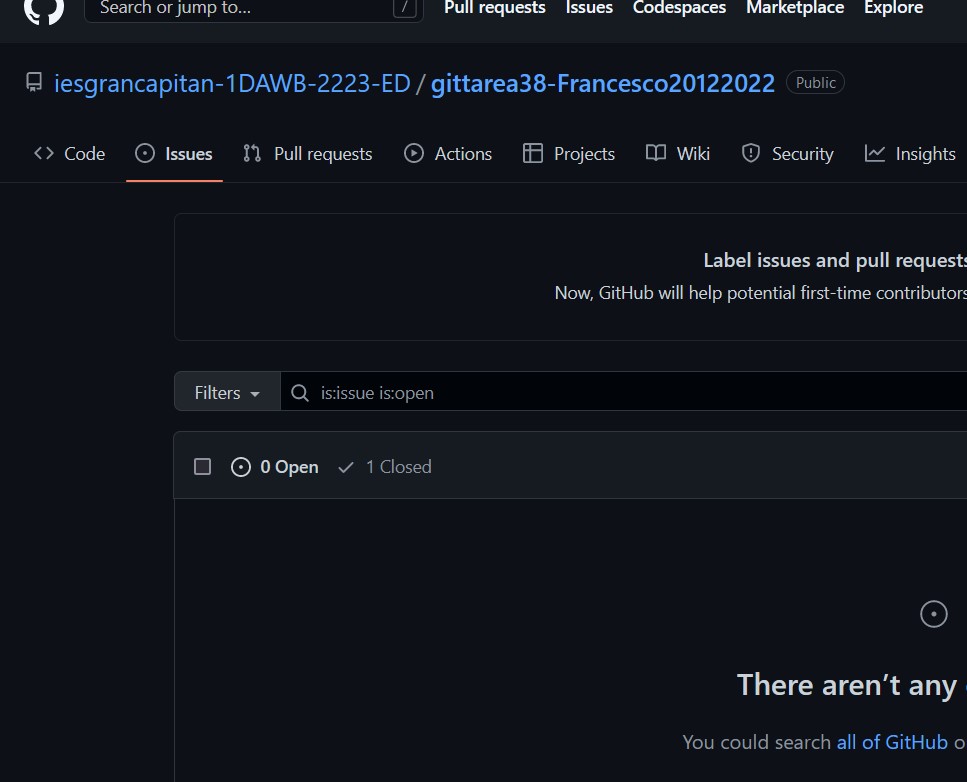 Search or jump to... / Pull requests Issues Codespaces Marketplace Explore
iesgrancapitan-1DAWB-2223-ED / gittarea38-Francesco20122022 Public
Code Issues Pull requests Actions Projects Wiki Security Insights
Label issues and pull requests
Now, GitHub will help potential first-time contributors
Filters is:issue is:open
0 Open 1 Closed
There aren’t any
You could search all of GitHub o